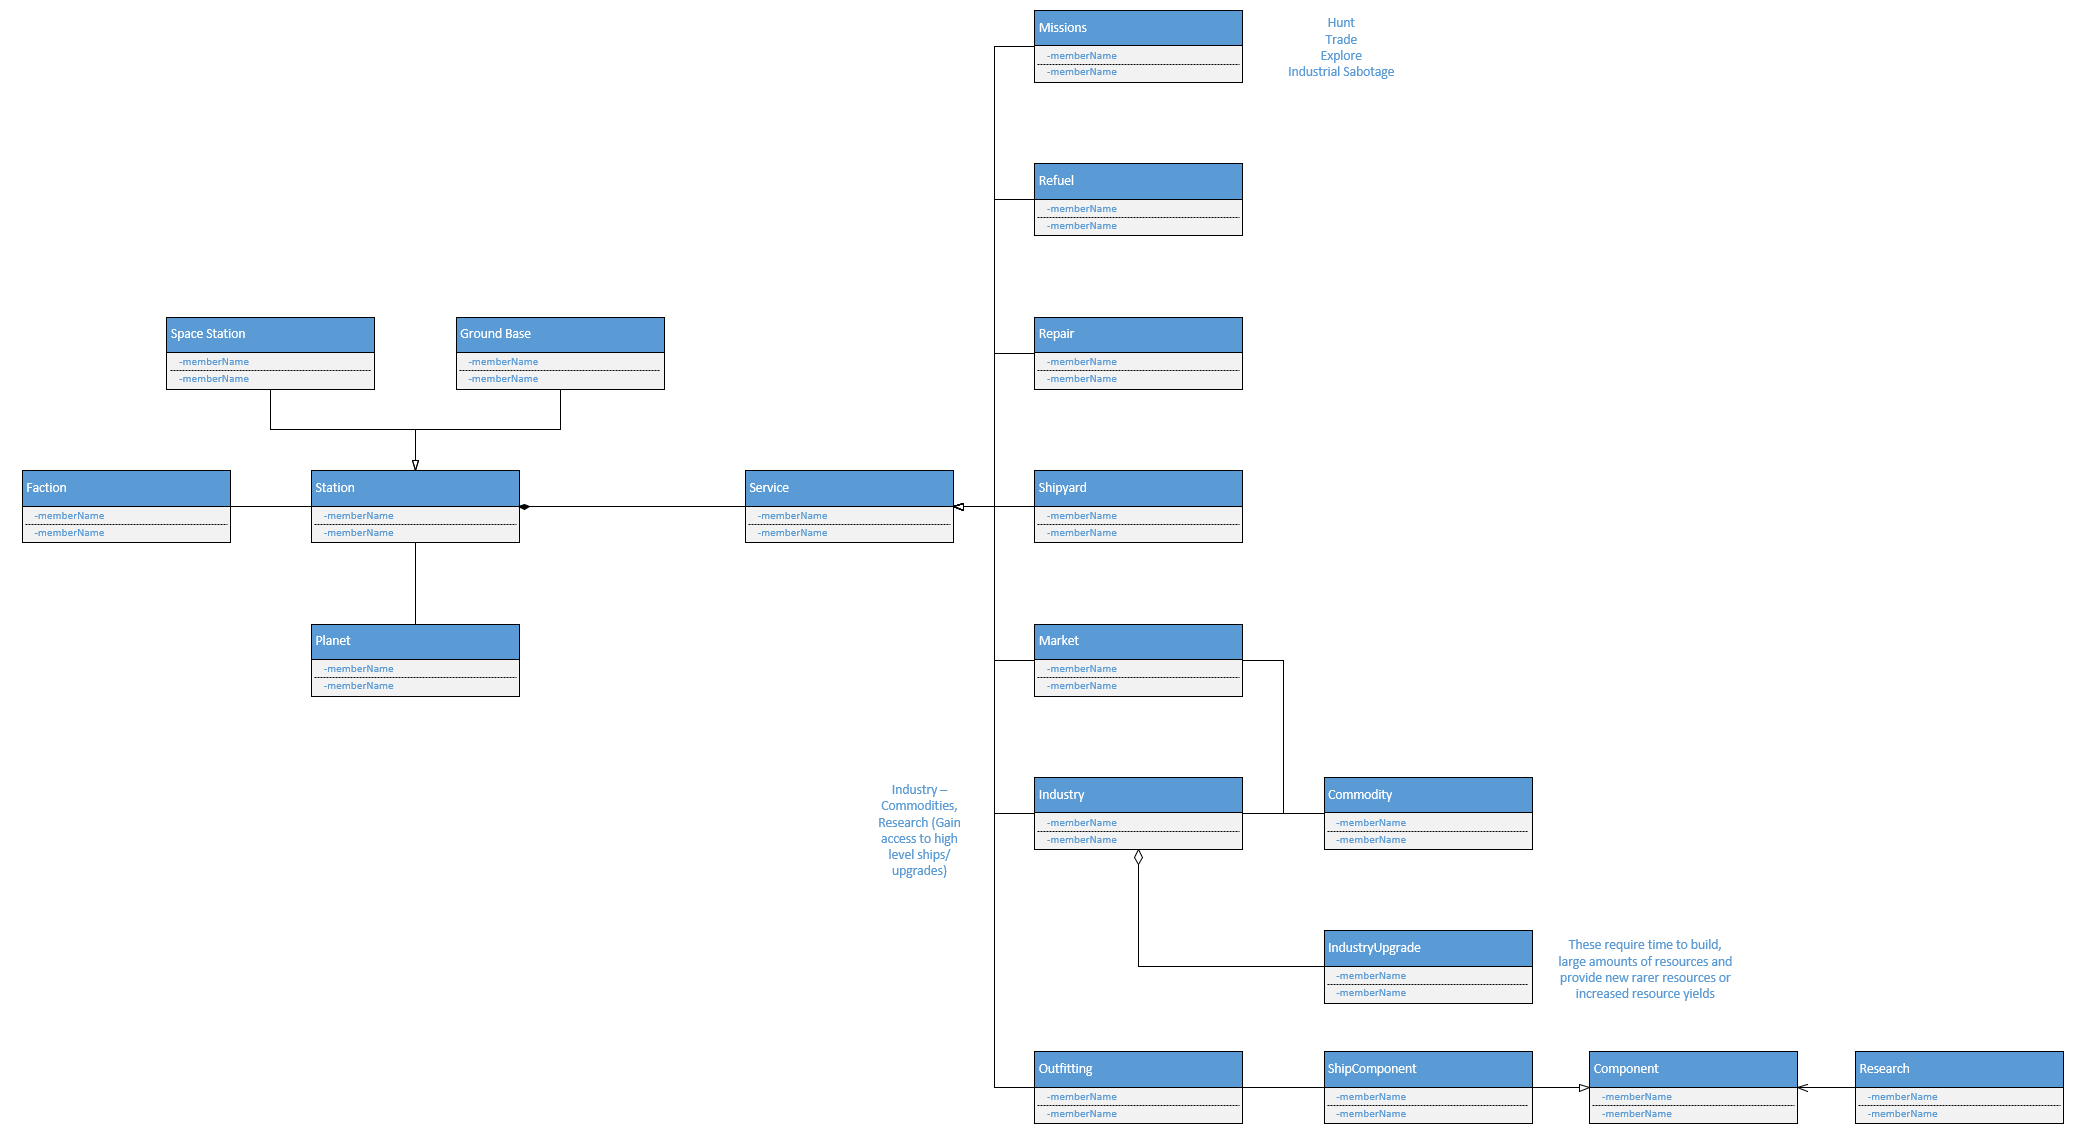 Missions
-memberName
-memberName
Hunt
Trade
Explore
Industrial Sabotage
Refuel
-memberName
-memberName
Space Station
-memberName
-memberName
Ground Base
-memberName
-memberName
Repair
-memberName
-memberName
Faction
-memberName
-memberName
Station
-memberName
-memberName
Service
-memberName
-memberName
Shipyard
-memberName
-memberName
Planet
-memberName
-memberName
Market
-memberName
-memberName
Industry –
Commodities,
Research (Gain
access to high
level ships/
upgrades)
Industry
-memberName
-memberName
Commodity
-memberName
-memberName
IndustryUpgrade
-memberName
-memberName
These require time to build,
large amounts of resources and
provide new rarer resources or
increased resource yields
Outfitting
-memberName
-memberName
ShipComponent
-memberName
-memberName
Component
-memberName
-memberName
Research
-memberName
-memberName